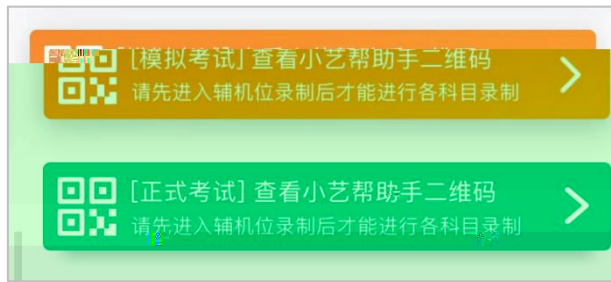 [模拟考试] 查看小艺帮助手二维码
请先进入辅机位录制后才能进行各科目录制
[正式考试] 查看小艺帮助手二维码
请先进入辅机位录制后才能进行各科目录制